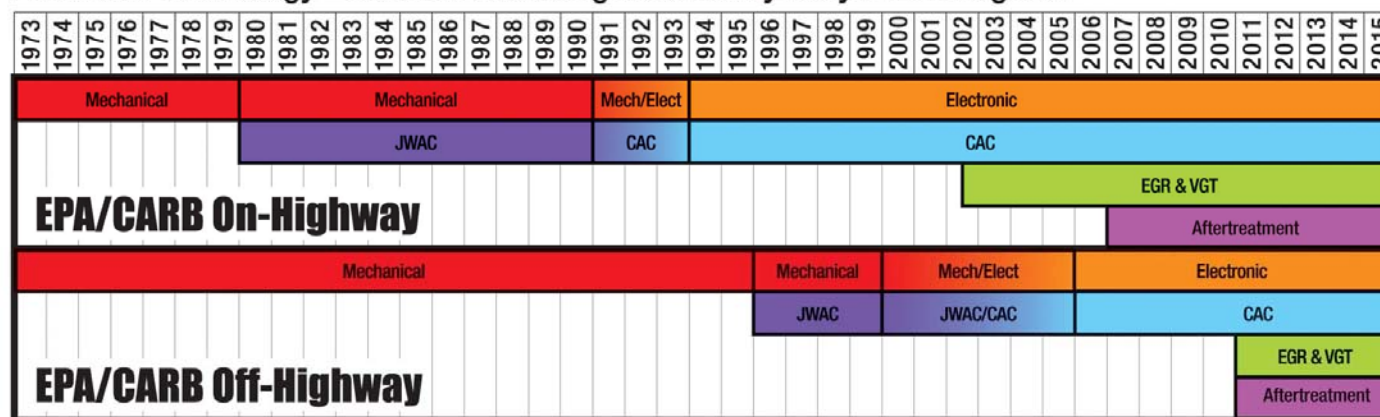 1973 1974 1975 1976 1977 1978 1979 1980 1981 1982 1983 1984 1985 1986 1987 1988 1989 1990 1991 1992 1993 1994 1995 1996 1997 1998 1999 2000 2001 2002 2003 2004 2005 2006 2007 2008 2009 2010 2011 2012 2013 2014 2015
Mechanical Mechanical Mech/Elect Electronic
JWAC CAC CAC
EGR & VGT
EPA/CARB On-Highway
Aftertreatment
Mechanical Mechanical Mech/Elect Electronic
JWAC JWAC/CAC CAC
EGR & VGT
EPA/CARB Off-Highway
Aftertreatment